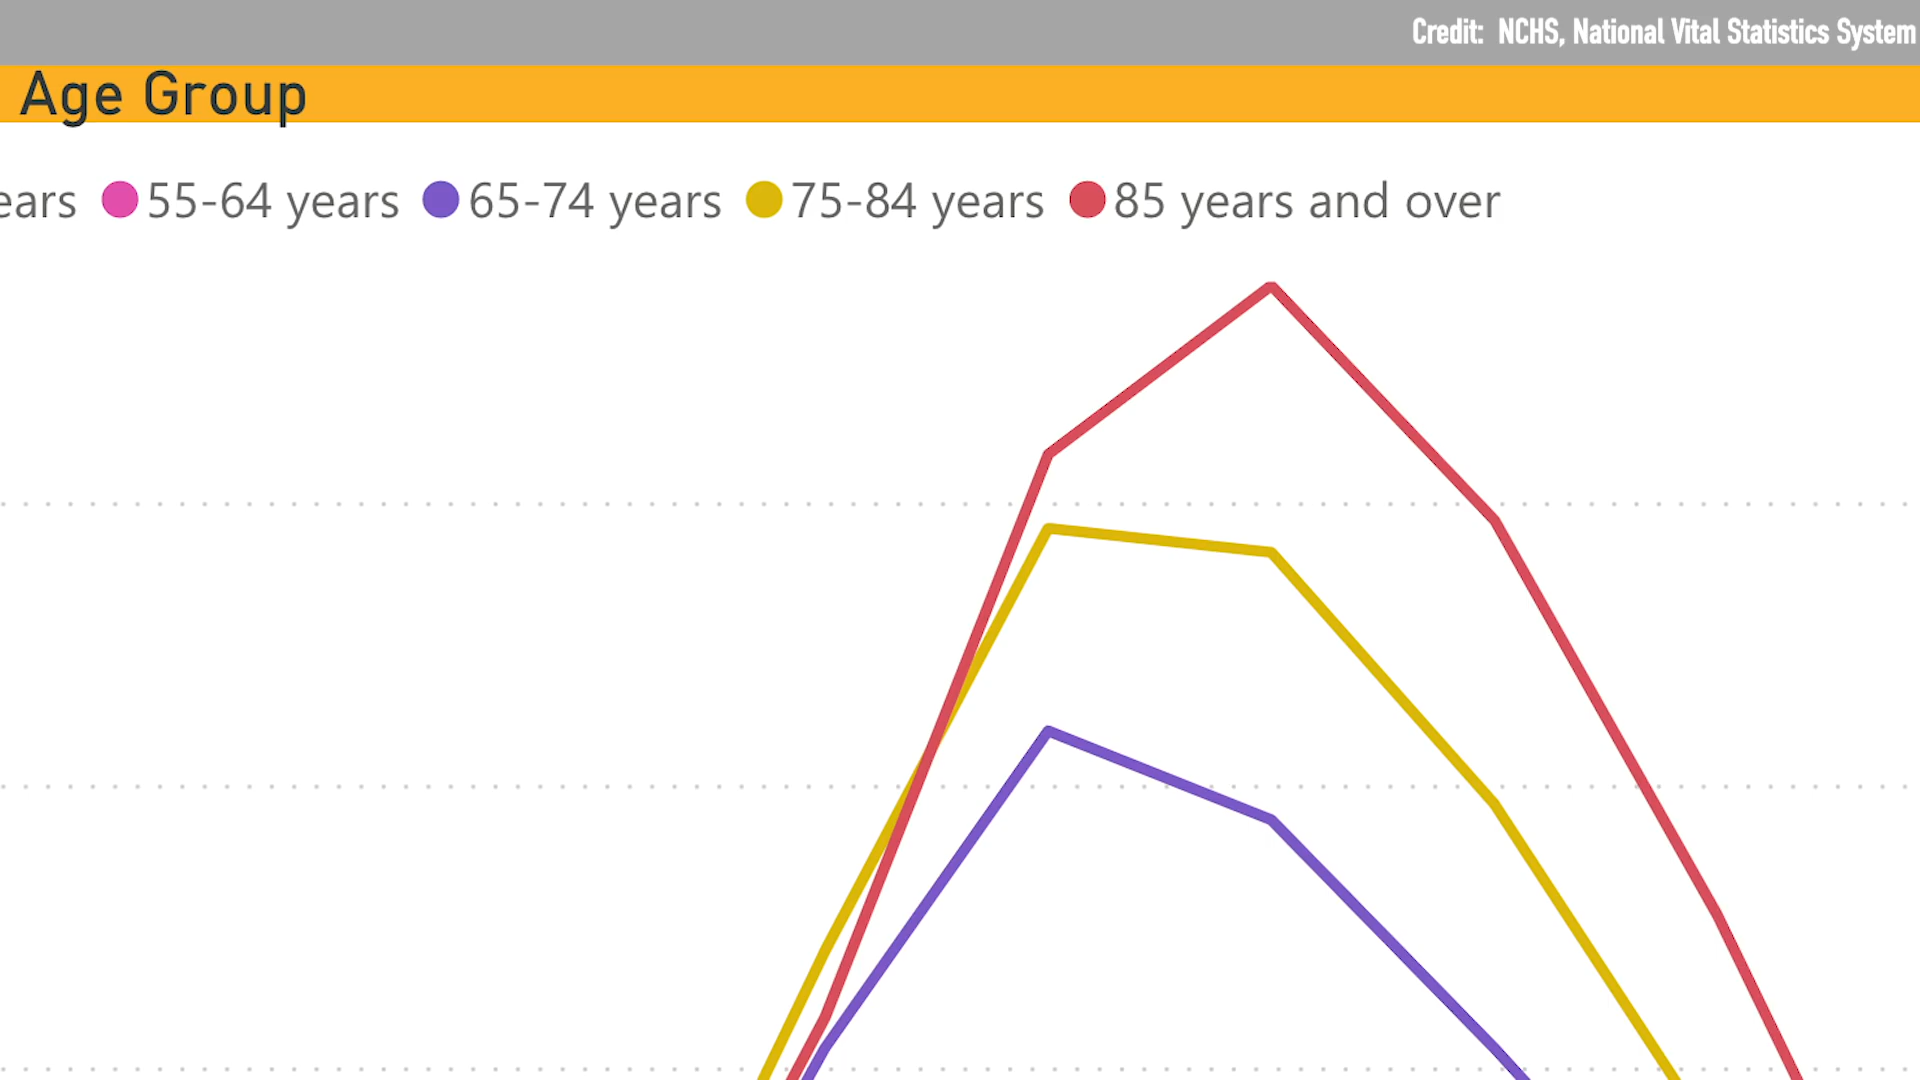 Credit: NCHS, National Vital Statistics System
Age Group
ears 55-64 years 65-74 years 75-84 years 85 years and over